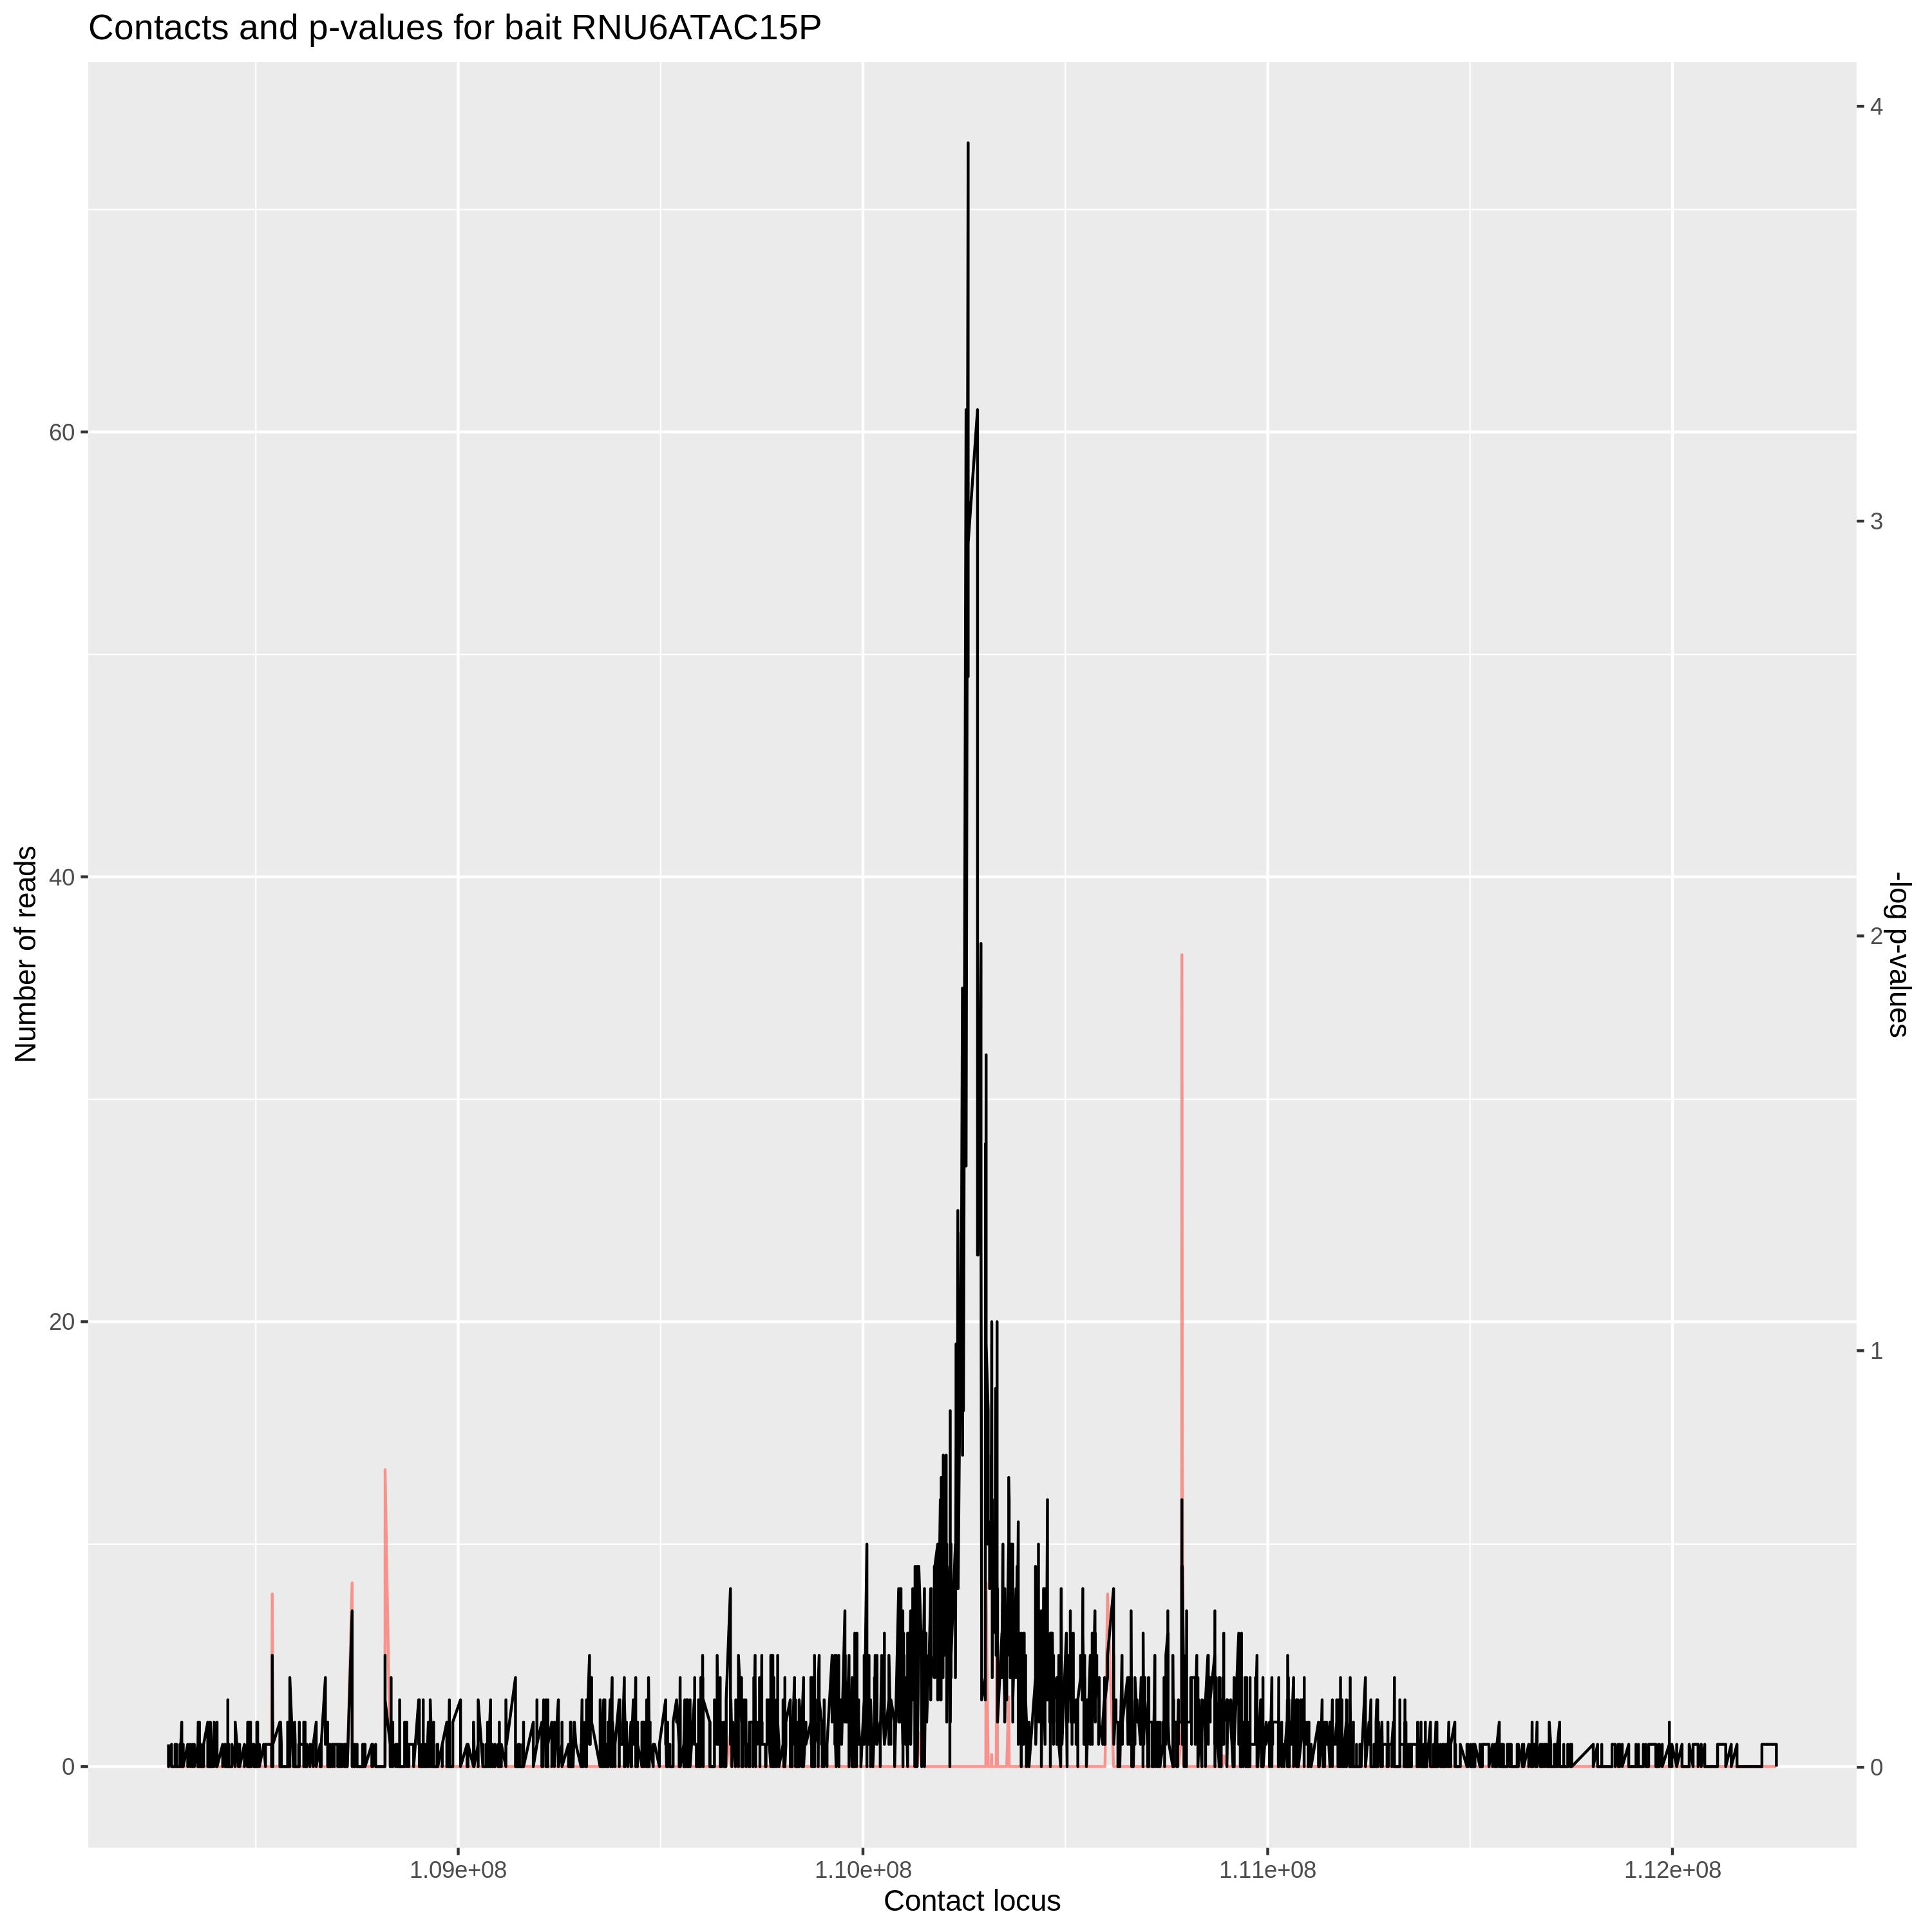 Contacts and p-values for bait RNU6ATAC15P
Number of reads
60
40
20
0
4
3
2
1
0
-log p-values
1.09e+08
1.10e+08
1.11e+08
1.12e+08
Contact locus